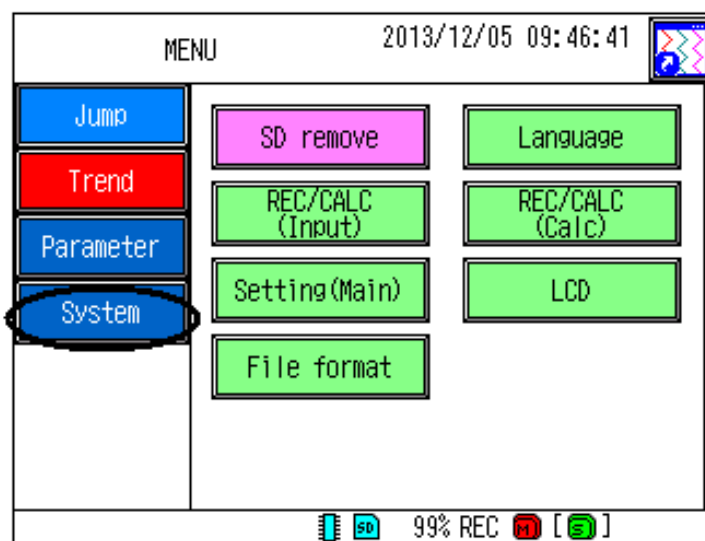 MENU
2013/12/05 09:46:41
Jump
Trend
Parameter
System
SD remove
Language
REC/CALC
(Input)
REC/CALC
(Calc)
Setting(Main)
LCD
File format
SD 99% REC M [S]